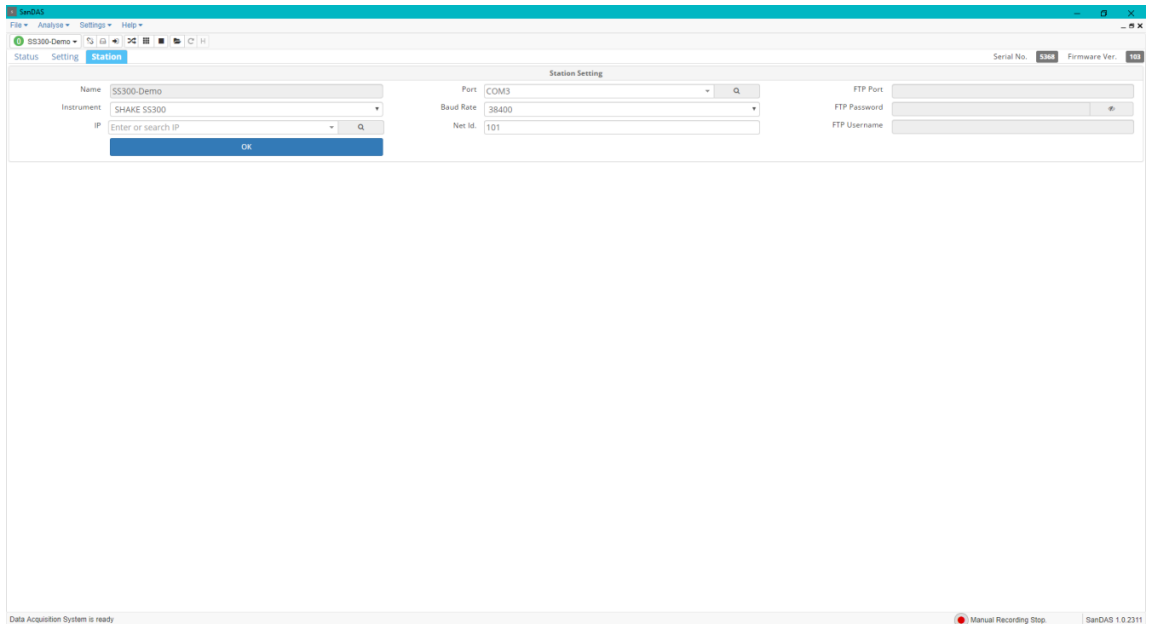 SanDAS
File Analyse Settings Help
0 SS300-Demo H
Status Setting Station Serial No. 5368 Firmware Ver. 103
Station Setting
Name SS300-Demo Port COM3 FTP Port
Instrument SHAKE SS300 Baud Rate 38400 FTP Password
IP Enter or search IP Net Id. 101 FTP Username
OK
Data Acquisition System is ready Manual Recording Stop. SanDAS 1.0.2311